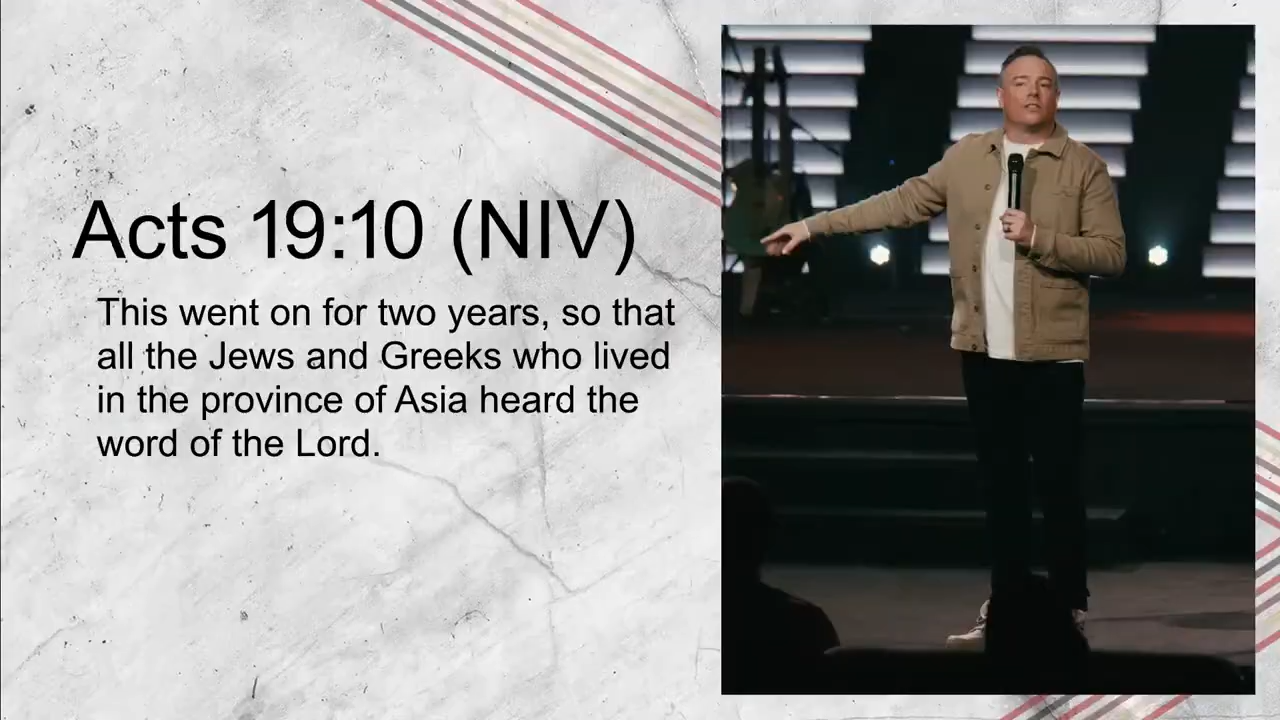 Acts 19:10 (NIV)
This went on for two years, so that
all the Jews and Greeks who lived
in the province of Asia heard the
word of the Lord.